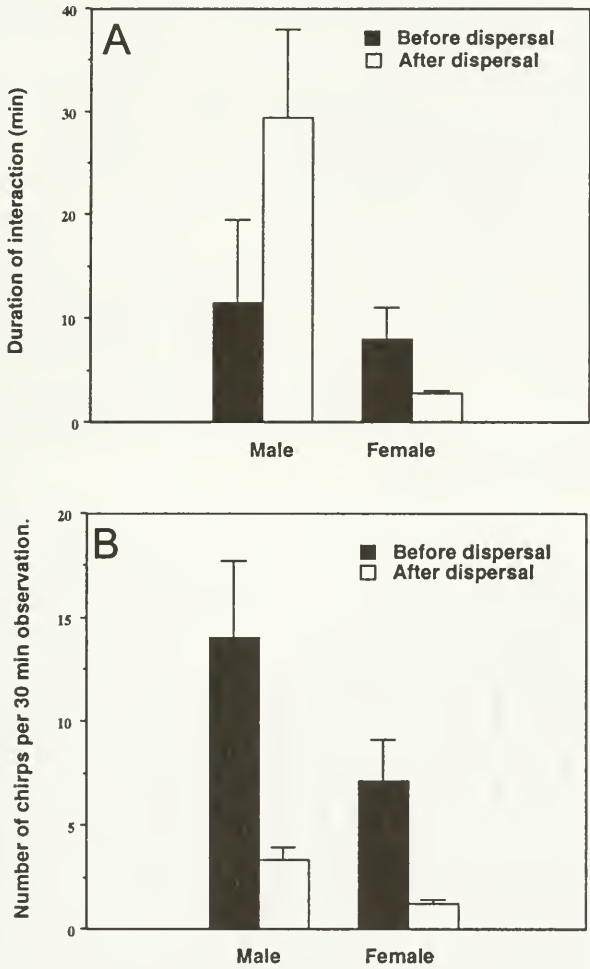 A
Before dispersal
After dispersal
40
30
20
10
0
Duration of interaction (min)
Male Female
B
Before dispersal
After dispersal
20
15
10
5
0
Number of chirps per 30 min observation.
Male Female